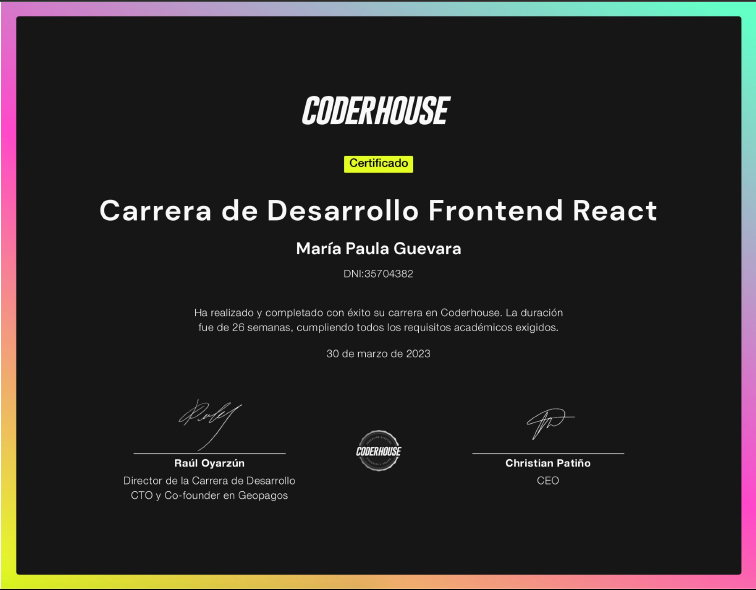 CODERHOUSE
Certificado
Carrera de Desarrollo Frontend React
María Paula Guevara
DNI:35704382
Ha realizado y completado con éxito su carrera en Coderhouse. La duración
fue de 26 semanas, cumpliendo todos los requisitos académicos exigidos.
30 de marzo de 2023
CODERHOUSE
Raúl Oyarzún
Director de la Carrera de Desarrollo
CTO y Co-founder en Geopagos
Christian Patiño
CEO